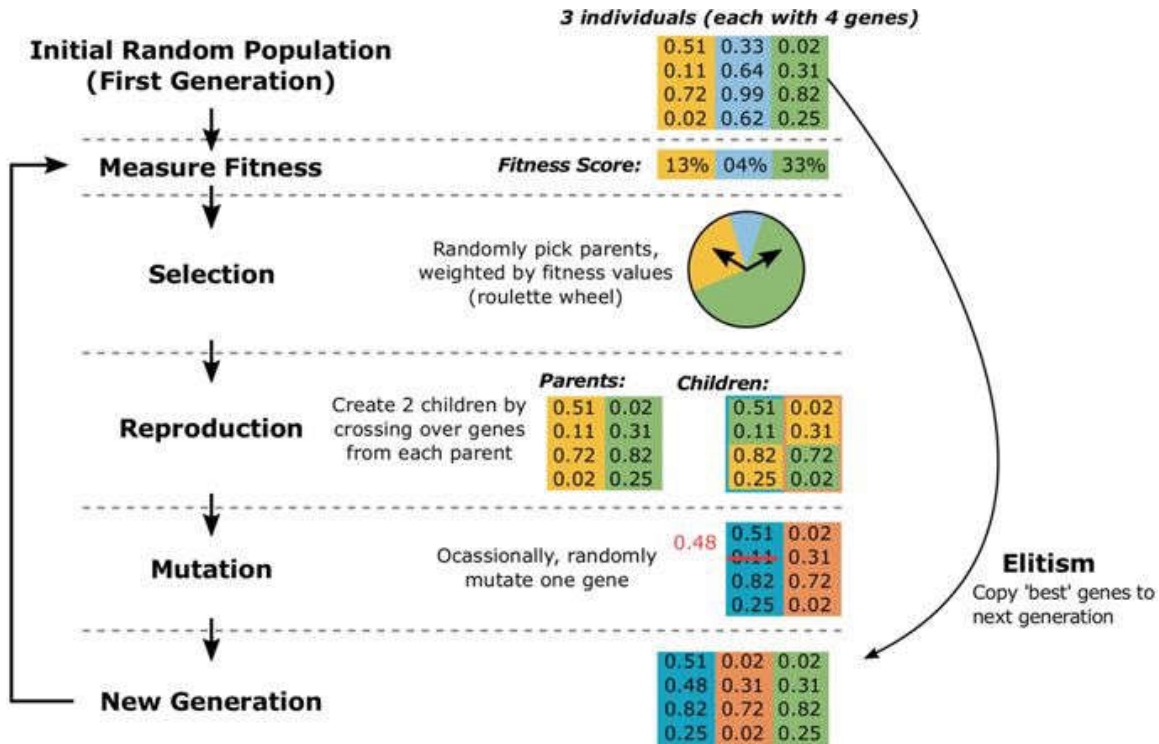 3 individuals (each with 4 genes)
Initial Random Population
(First Generation)
0.51 0.33 0.02
0.11 0.64 0.31
0.72 0.99 0.82
0.02 0.62 0.25
Measure Fitness
Fitness Score: 13% 04% 33%
Selection
Randomly pick parents,
weighted by fitness values
(roulette wheel)
Reproduction
Create 2 children by
crossing over genes
from each parent
Parents:
0.51 0.02
0.11 0.31
0.72 0.82
0.02 0.25
Children:
0.51 0.02
0.11 0.31
0.82 0.72
0.25 0.02
Mutation
Ocassionally, randomly
mutate one gene
0.48
0.51 0.02
0.11 0.31
0.82 0.72
0.25 0.02
Elitism
Copy 'best' genes to
next generation
New Generation
0.51 0.02 0.02
0.48 0.31 0.31
0.82 0.72 0.82
0.25 0.02 0.25